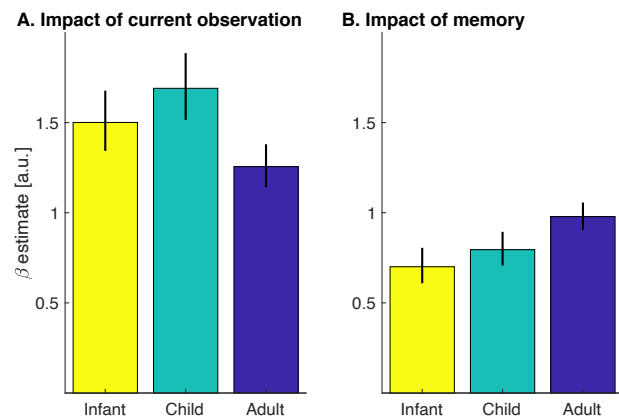 A. Impact of current observation
β estimate [a.u.]
1.5
1
0.5
Infant Child Adult
B. Impact of memory
1.5
1
0.5
Infant Child Adult